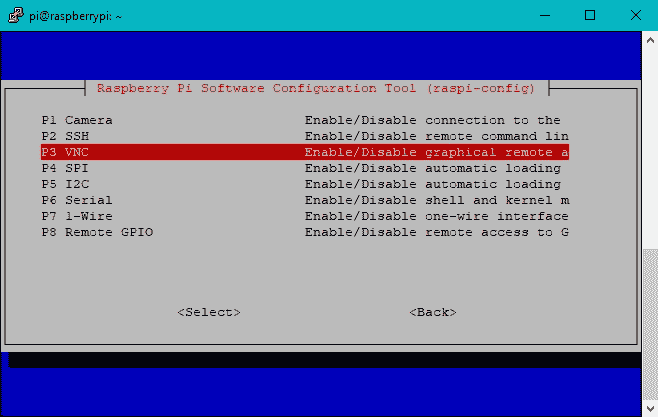 pi@raspberrypi: ~
Raspberry Pi Software Configuration Tool (raspi-config)
P1 Camera Enable/Disable connection to the
P2 SSH Enable/Disable remote command lin
P3 VNC Enable/Disable graphical remote a
P4 SPI Enable/Disable automatic loading
P5 I2C Enable/Disable automatic loading
P6 Serial Enable/Disable shell and kernel m
P7 1-Wire Enable/Disable one-wire interface
P8 Remote GPIO Enable/Disable remote access to G
<Select> <Back>